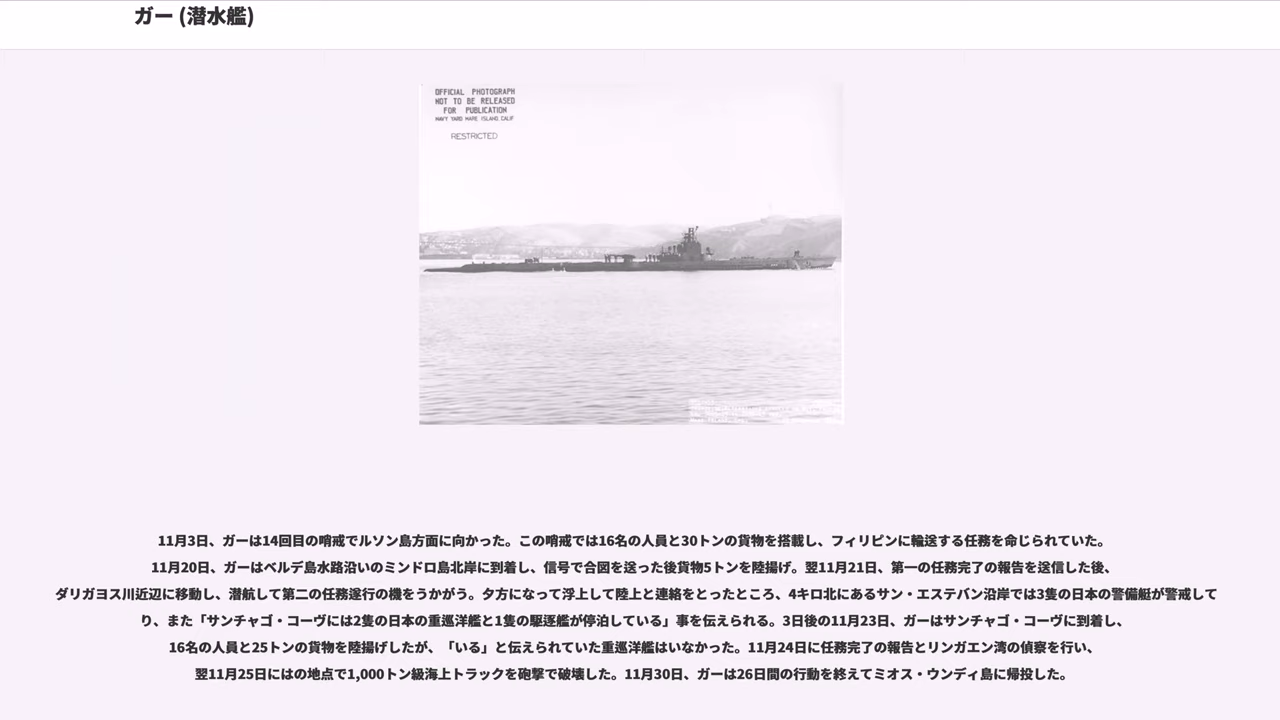 ガー (潜水艦)
OFFICIAL PHOTOGRAPH
NOT TO BE RELEASED
FOR PUBLICATION
NAVY YARD MARE ISLAND, CALIF
RESTRICTED
11月3日、ガーは14回目の哨戒でルソン島方面に向かった。この哨戒では16名の人員と30トンの貨物を搭載し、フィリピンに輸送する任務を命じられていた。
11月20日、ガーはベルデ島水路沿いのミンドロ島北岸に到着し、信号で合図を送った後貨物5トンを陸揚げ。翌11月21日、第一の任務完了の報告を送信した後、
ダリガヨス川近辺に移動し、潜航して第二の任務遂行の機をうかがう。夕方になって浮上して陸上と連絡をとったところ、4キロ北にあるサン・エステバン沿岸では3隻の日本の警備艇が警戒して
り、また「サンチャゴ・コーヴには2隻の日本の重巡洋艦と1隻の駆逐艦が停泊している」事を伝えられる。3日後の11月23日、ガーはサンチャゴ・コーヴに到着し、
16名の人員と25トンの貨物を陸揚げしたが、「いる」と伝えられていた重巡洋艦はいなかった。11月24日に任務完了の報告とリンガエン湾の偵察を行い、
翌11月25日にはの地点で1,000トン級海上トラックを砲撃で破壊した。11月30日、ガーは26日間の行動を終えてミオス・ウンディ島に帰投した。